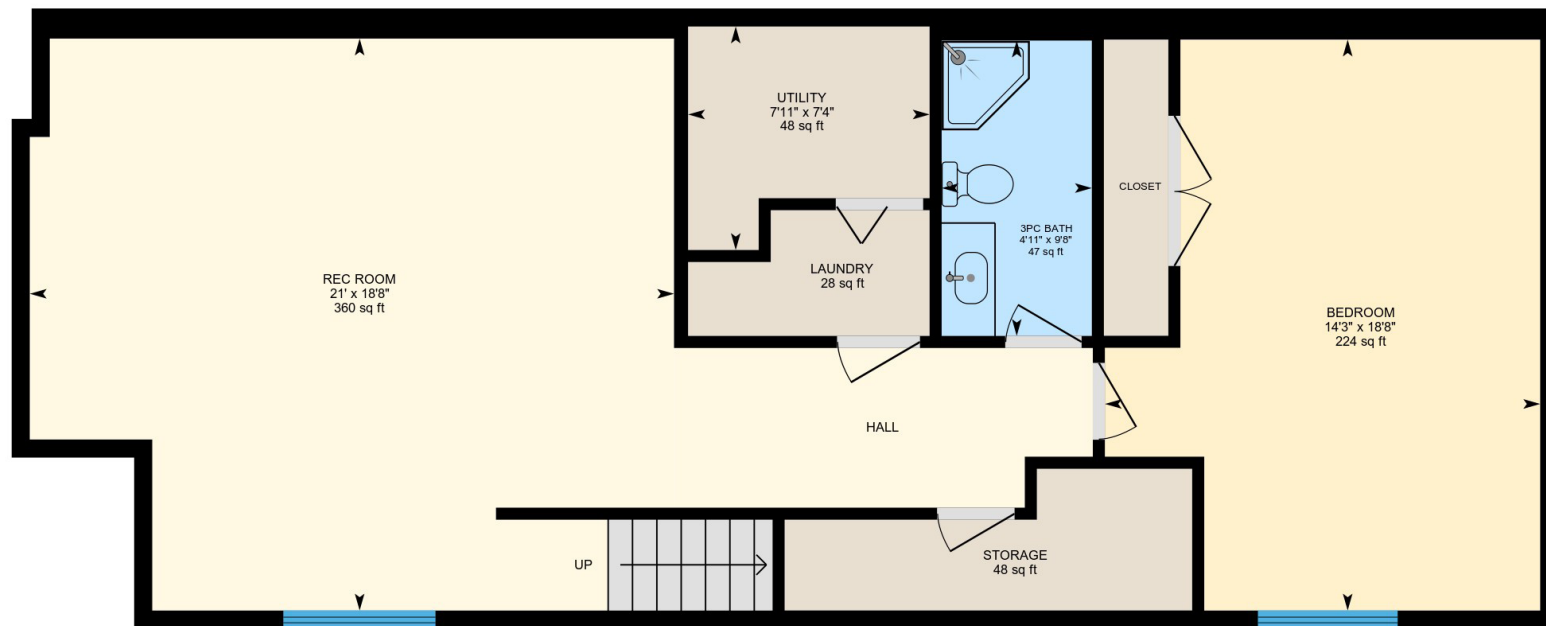 UTILITY
7'11" x 7'4"
48 sq ft
CLOSET
3PC BATH
4'11" x 9'8"
47 sq ft
LAUNDRY
28 sq ft
REC ROOM
21' x 18'8"
360 sq ft
BEDROOM
14'3" x 18'8"
224 sq ft
HALL
UP
STORAGE
48 sq ft